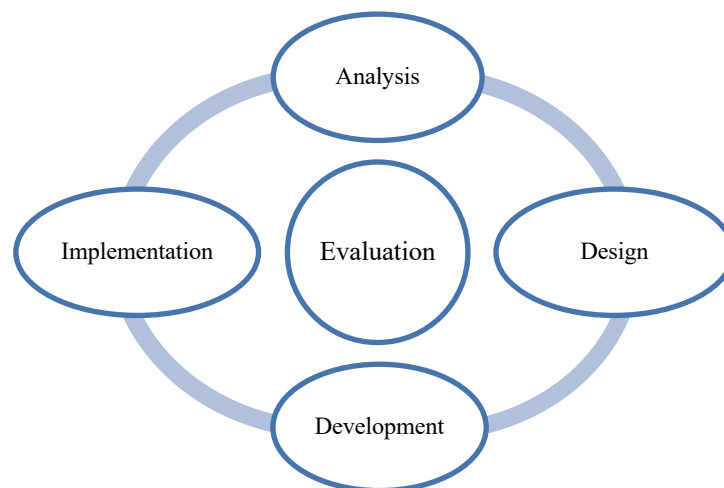 Analysis
Implementation
Evaluation
Design
Development